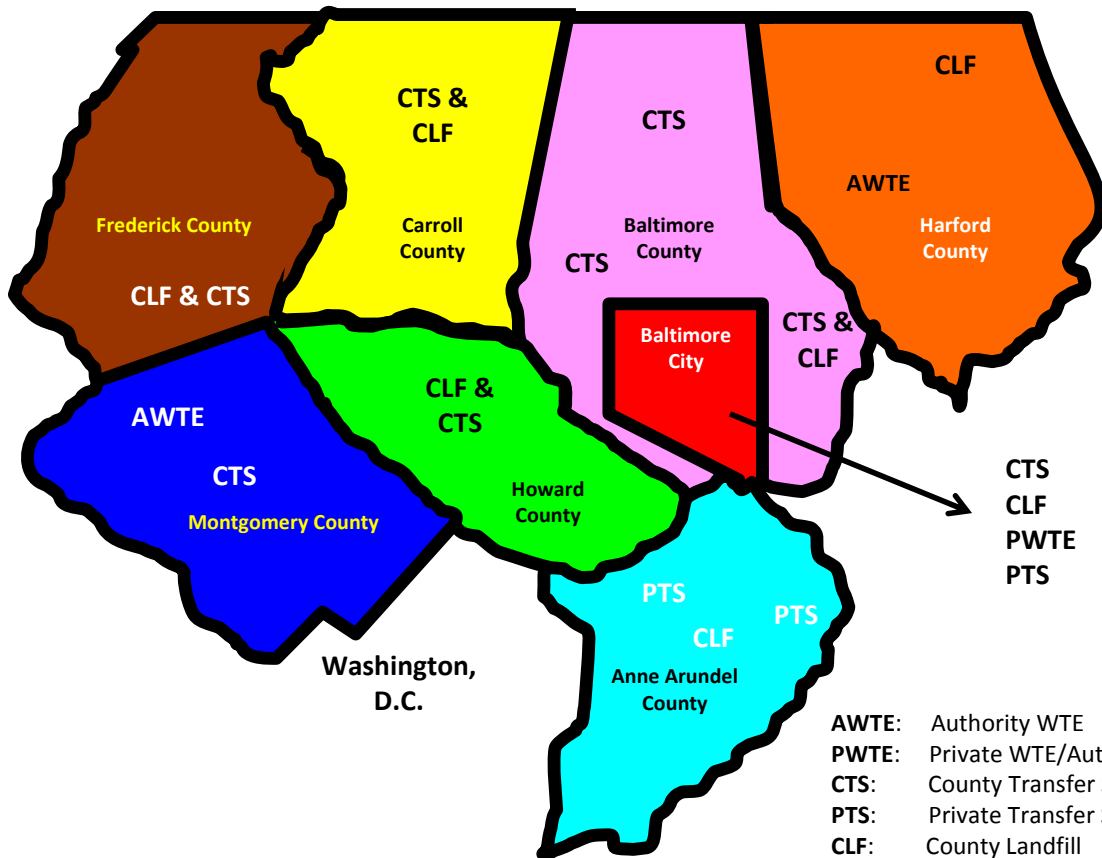 CLF
CTS &
CLF
CTS
AWTE
Frederick County
Carroll
County
Baltimore
County
Harford
County
CTS
CLF & CTS
CTS &
CLF
Baltimore
City
CLF &
CTS
AWTE
CTS
Montgomery County
Howard
County
CTS
CLF
PWTE
PTS
PTS
PTS
CLF
Washington,
D.C.
Anne Arundel
County
AWTE: Authority WTE
PWTE: Private WTE/Aut
CTS: County Transfer
PTS: Private Transfer
CLF: County Landfill